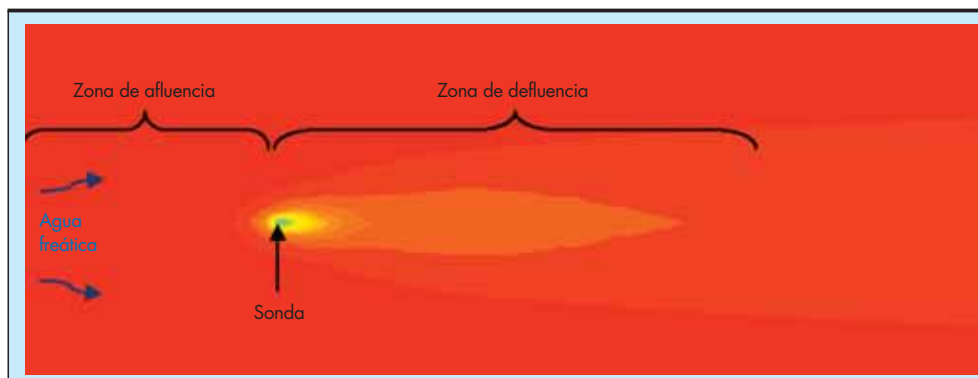 Zona de afluencia
Zona de defluencia
Agua
freática
Sonda